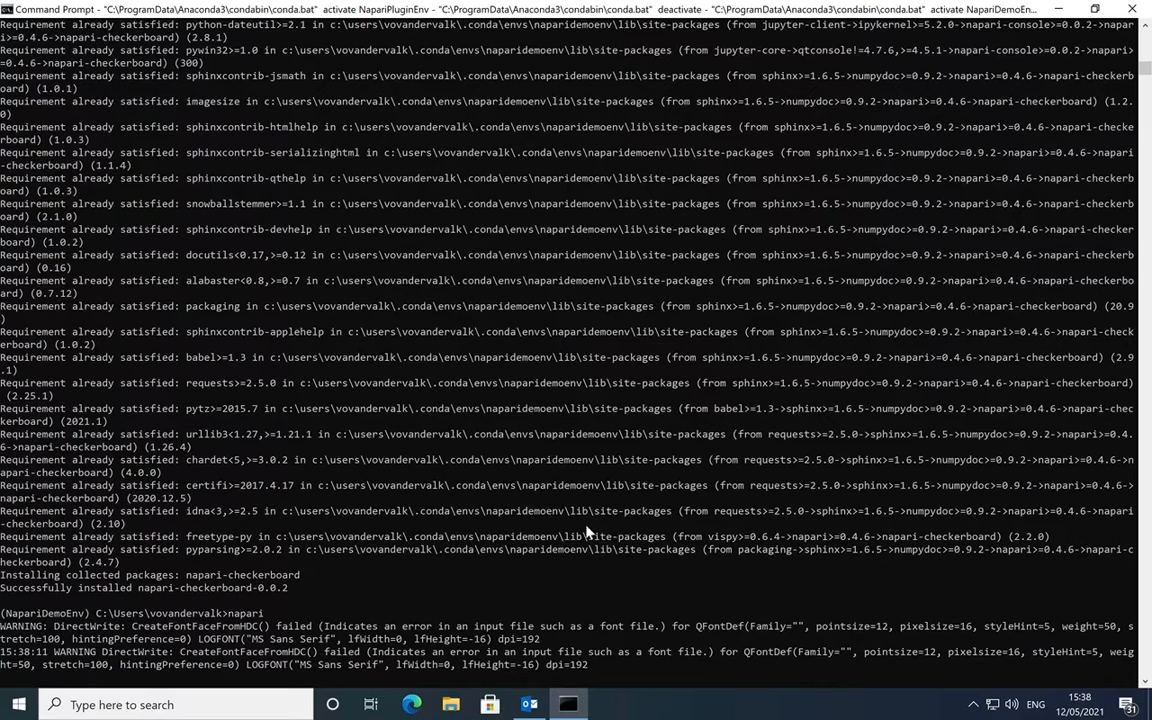 Command Prompt - "C:\ProgramData\Anaconda3\condabin\conda.bat"  activate NapariPluginEnv - "C:\ProgramData\Anaconda3\condabin\conda.bat"  deactivate - "C:\ProgramData\Anaconda3\condabin\conda.bat"  activate NapariDemoEn...
Requirement already satisfied: python-dateutil>=2.1 in c:\users\vovandervalk\.conda\envs\naparidemoenv\lib\site-packages (from jupyter-client->ipykernel>=5.2.0->napari-console>=0.0.2->napar
i>=0.4.6->napari-checkerboard) (2.8.1)
Requirement already satisfied: pywin32>=1.0 in c:\users\vovandervalk\.conda\envs\naparidemoenv\lib\site-packages (from jupyter-core->qtconsole!=4.7.6,>=4.5.1->napari-console>=0.0.2->napari>
=0.4.6->napari-checkerboard) (300)
Requirement already satisfied: sphinxcontrib-jsmath in c:\users\vovandervalk\.conda\envs\naparidemoenv\lib\site-packages (from sphinx>=1.6.5->numpydoc>=0.9.2->napari>=0.4.6->napari-checkerbo
ard) (1.0.1)
Requirement already satisfied: imagesize in c:\users\vovandervalk\.conda\envs\naparidemoenv\lib\site-packages (from sphinx>=1.6.5->numpydoc>=0.9.2->napari>=0.4.6->napari-checkerboard) (1.2.
0)
Requirement already satisfied: sphinxcontrib-htmlhelp in c:\users\vovandervalk\.conda\envs\naparidemoenv\lib\site-packages (from sphinx>=1.6.5->numpydoc>=0.9.2->napari>=0.4.6->napari-checke
rboard) (1.0.3)
Requirement already satisfied: sphinxcontrib-serializinghtml in c:\users\vovandervalk\.conda\envs\naparidemoenv\lib\site-packages (from sphinx>=1.6.5->numpydoc>=0.9.2->napari>=0.4.6->napari
-checkerboard) (1.1.4)
Requirement already satisfied: sphinxcontrib-qthelp in c:\users\vovandervalk\.conda\envs\naparidemoenv\lib\site-packages (from sphinx>=1.6.5->numpydoc>=0.9.2->napari>=0.4.6->napari-checkerb
oard) (1.0.3)
Requirement already satisfied: snowballstemmer>=1.1 in c:\users\vovandervalk\.conda\envs\naparidemoenv\lib\site-packages (from sphinx>=1.6.5->numpydoc>=0.9.2->napari>=0.4.6->napari-checkerb
oard) (2.1.0)
Requirement already satisfied: sphinxcontrib-devhelp in c:\users\vovandervalk\.conda\envs\naparidemoenv\lib\site-packages (from sphinx>=1.6.5->numpydoc>=0.9.2->napari>=0.4.6->napari-checker
board) (1.0.2)
Requirement already satisfied: docutils<0.17,>=0.12 in c:\users\vovandervalk\.conda\envs\naparidemoenv\lib\site-packages (from sphinx>=1.6.5->numpydoc>=0.9.2->napari>=0.4.6->napari-checkerb
oard) (0.16)
Requirement already satisfied: alabaster<0.8,>=0.7 in c:\users\vovandervalk\.conda\envs\naparidemoenv\lib\site-packages (from sphinx>=1.6.5->numpydoc>=0.9.2->napari>=0.4.6->napari-checkerbo
ard) (0.7.12)
Requirement already satisfied: packaging in c:\users\vovandervalk\.conda\envs\naparidemoenv\lib\site-packages (from sphinx>=1.6.5->numpydoc>=0.9.2->napari>=0.4.6->napari-checkerboard) (20.9
)
Requirement already satisfied: sphinxcontrib-applehelp in c:\users\vovandervalk\.conda\envs\naparidemoenv\lib\site-packages (from sphinx>=1.6.5->numpydoc>=0.9.2->napari>=0.4.6->napari-check
erboard) (1.0.2)
Requirement already satisfied: babel>=1.3 in c:\users\vovandervalk\.conda\envs\naparidemoenv\lib\site-packages (from sphinx>=1.6.5->numpydoc>=0.9.2->napari>=0.4.6->napari-checkerboard) (2.9
.1)
Requirement already satisfied: requests>=2.5.0 in c:\users\vovandervalk\.conda\envs\naparidemoenv\lib\site-packages (from sphinx>=1.6.5->numpydoc>=0.9.2->napari>=0.4.6->napari-checkerboard)
(2.25.1)
Requirement already satisfied: pytz>=2015.7 in c:\users\vovandervalk\.conda\envs\naparidemoenv\lib\site-packages (from babel>=1.3->sphinx>=1.6.5->numpydoc>=0.9.2->napari>=0.4.6->napari-chec
kerboard) (2021.1)
Requirement already satisfied: urllib3<1.27,>=1.21.1 in c:\users\vovandervalk\.conda\envs\naparidemoenv\lib\site-packages (from requests>=2.5.0->sphinx>=1.6.5->numpydoc>=0.9.2->napari>=0.4.
6->napari-checkerboard) (1.26.4)
Requirement already satisfied: chardet<5,>=3.0.2 in c:\users\vovandervalk\.conda\envs\naparidemoenv\lib\site-packages (from requests>=2.5.0->sphinx>=1.6.5->numpydoc>=0.9.2->napari>=0.4.6->n
apari-checkerboard) (4.0.0)
Requirement already satisfied: certifi>=2017.4.17 in c:\users\vovandervalk\.conda\envs\naparidemoenv\lib\site-packages (from requests>=2.5.0->sphinx>=1.6.5->numpydoc>=0.9.2->napari>=0.4.6->
napari-checkerboard) (2020.12.5)
Requirement already satisfied: idna<3,>=2.5 in c:\users\vovandervalk\.conda\envs\naparidemoenv\lib\site-packages (from requests>=2.5.0->sphinx>=1.6.5->numpydoc>=0.9.2->napari>=0.4.6->napari
-checkerboard) (2.10)
Requirement already satisfied: freetype-py in c:\users\vovandervalk\.conda\envs\naparidemoenv\lib\site-packages (from vispy>=0.6.4->napari>=0.4.6->napari-checkerboard) (2.2.0)
Requirement already satisfied: pyparsing>=2.0.2 in c:\users\vovandervalk\.conda\envs\naparidemoenv\lib\site-packages (from packaging->sphinx>=1.6.5->numpydoc>=0.9.2->napari>=0.4.6->napari-c
heckerboard) (2.4.7)
Installing collected packages: napari-checkerboard
Successfully installed napari-checkerboard-0.0.2
(NapariDemoEnv) C:\Users\vovandervalk>napari
WARNING: DirectWrite: CreateFontFaceFromHDC() failed (Indicates an error in an input file such as a font file.) for QFontDef(Family="", pointsize=12, pixelsize=16, styleHint=5, weight=50, s
tretch=100, hintingPreference=0) LOGFONT("MS Sans Serif", lfWidth=0, lfHeight=-16) dpi=192
15:38:11 WARNING DirectWrite: CreateFontFaceFromHDC() failed (Indicates an error in an input file such as a font file.) for QFontDef(Family="", pointsize=12, pixelsize=16, styleHint=5, weig
ht=50, stretch=100, hintingPreference=0) LOGFONT("MS Sans Serif", lfWidth=0, lfHeight=-16) dpi=192
Type here to search
ENG
15:38
12/05/2021
31